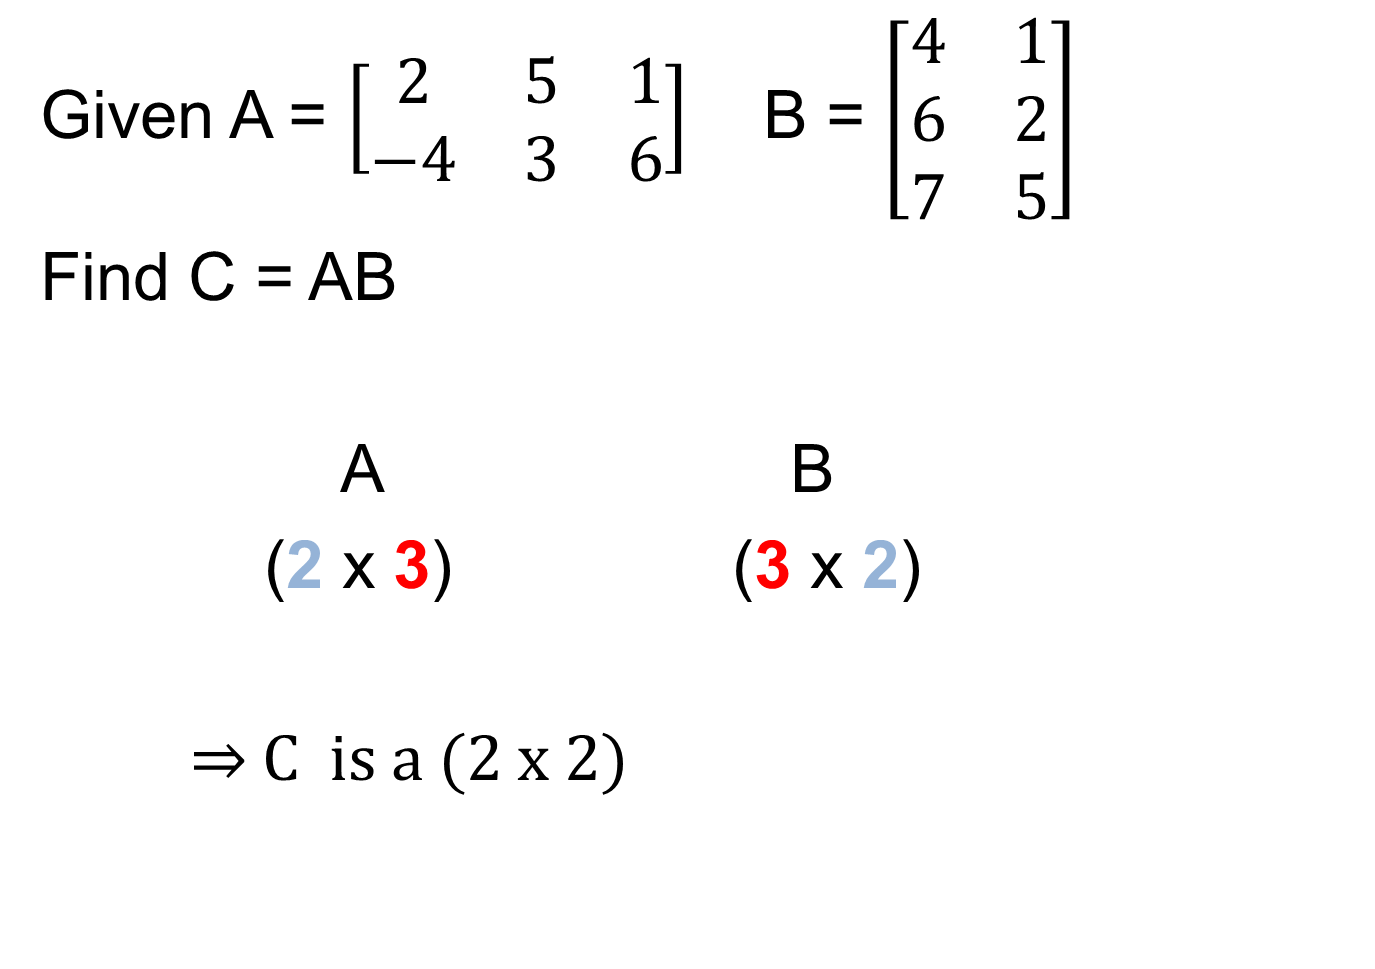 Given A = [2 5 1 −4 3 6] B = [4 1 6 2 7 5]
Find C = AB
A B
(2 x 3) (3 x 2)
⇒ C is a (2 x 2)